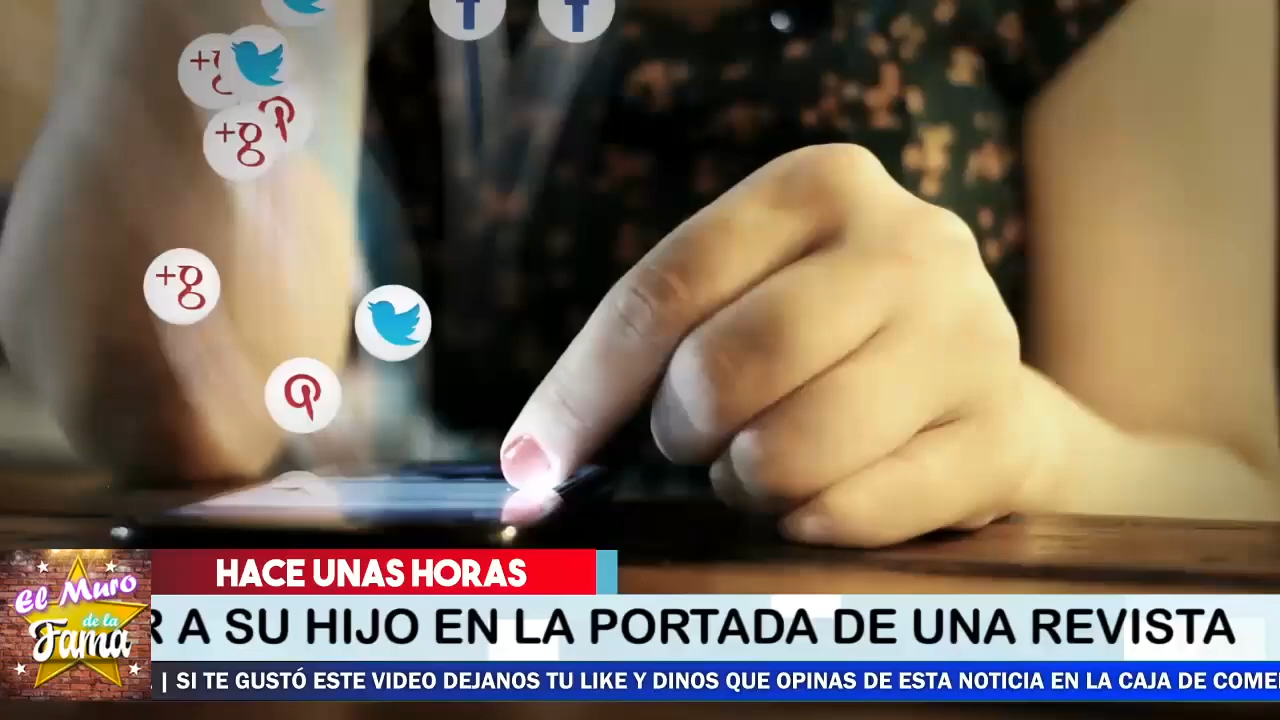 HACE UNAS HORAS
El Muro
de la
Fama
A SU HIJO EN LA PORTADA DE UNA REVISTA
| SI TE GUSTÓ ESTE VIDEO DEJANOS TU LIKE Y DINOS QUE OPINAS DE ESTA NOTICIA EN LA CAJA DE